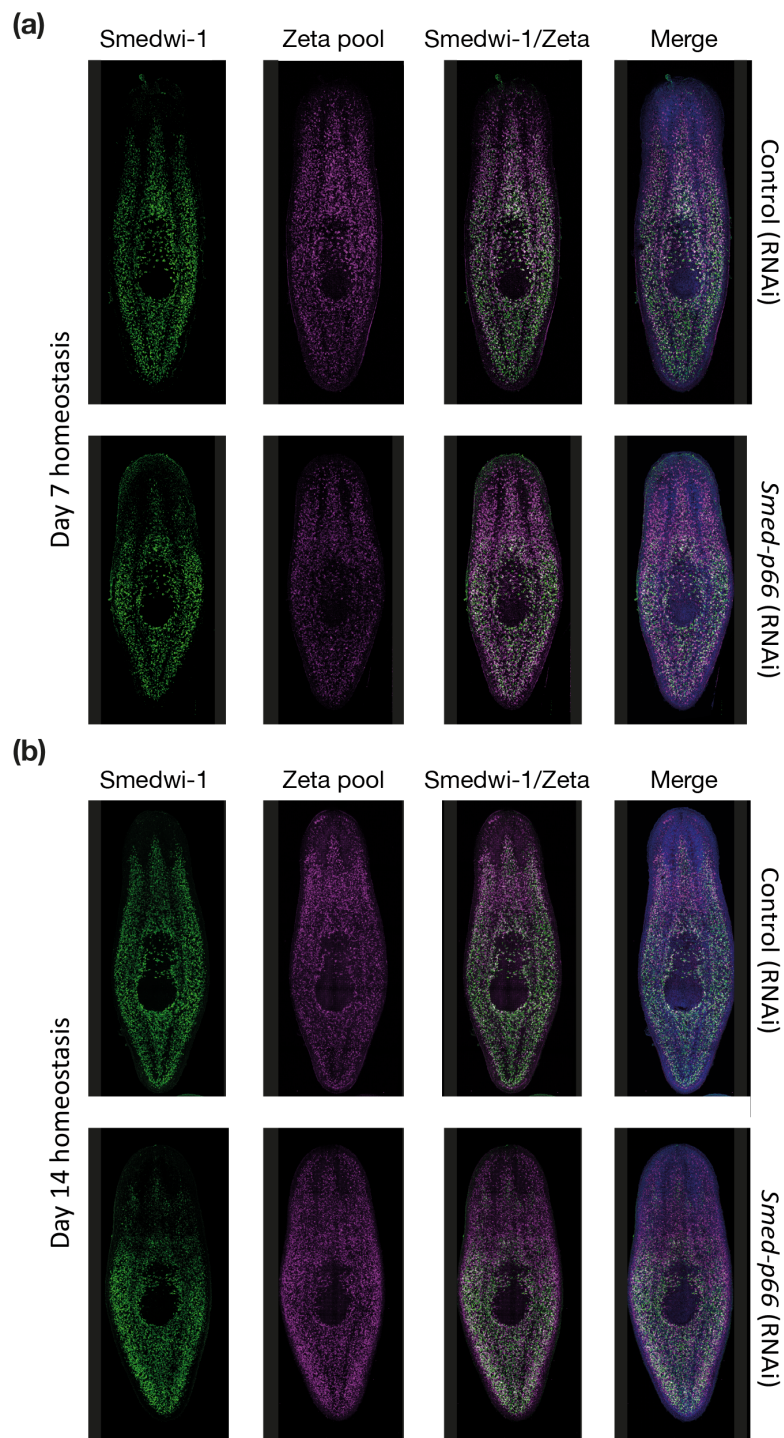 (a)
Smedwi-1 Zeta pool Smedwi-1/Zeta Merge
Day 7 homeostasis
Control (RNAi)
Smed-p66 (RNAi)
(b)
Smedwi-1 Zeta pool Smedwi-1/Zeta Merge
Day 14 homeostasis
Control (RNAi)
Smed-p66 (RNAi)